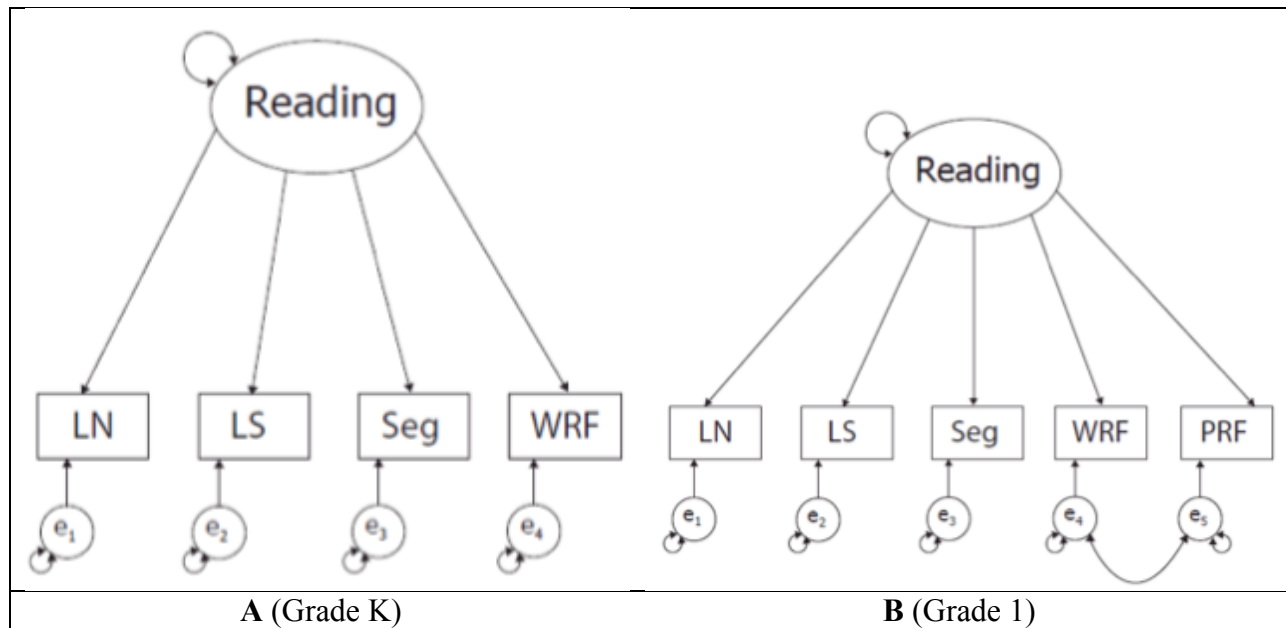 Reading
LN LS Seg WRF
e₁ e₂ e₃ e₄
A (Grade K)
Reading
LN LS Seg WRF PRF
e₁ e₂ e₃ e₄ e₅
B (Grade 1)